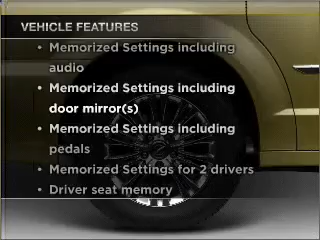 VEHICLE FEATURES
• Memorized Settings including
audio
• Memorized Settings including
door mirror(s)
• Memorized Settings including
pedals
• Memorized Settings for 2 drivers
• Driver seat memory